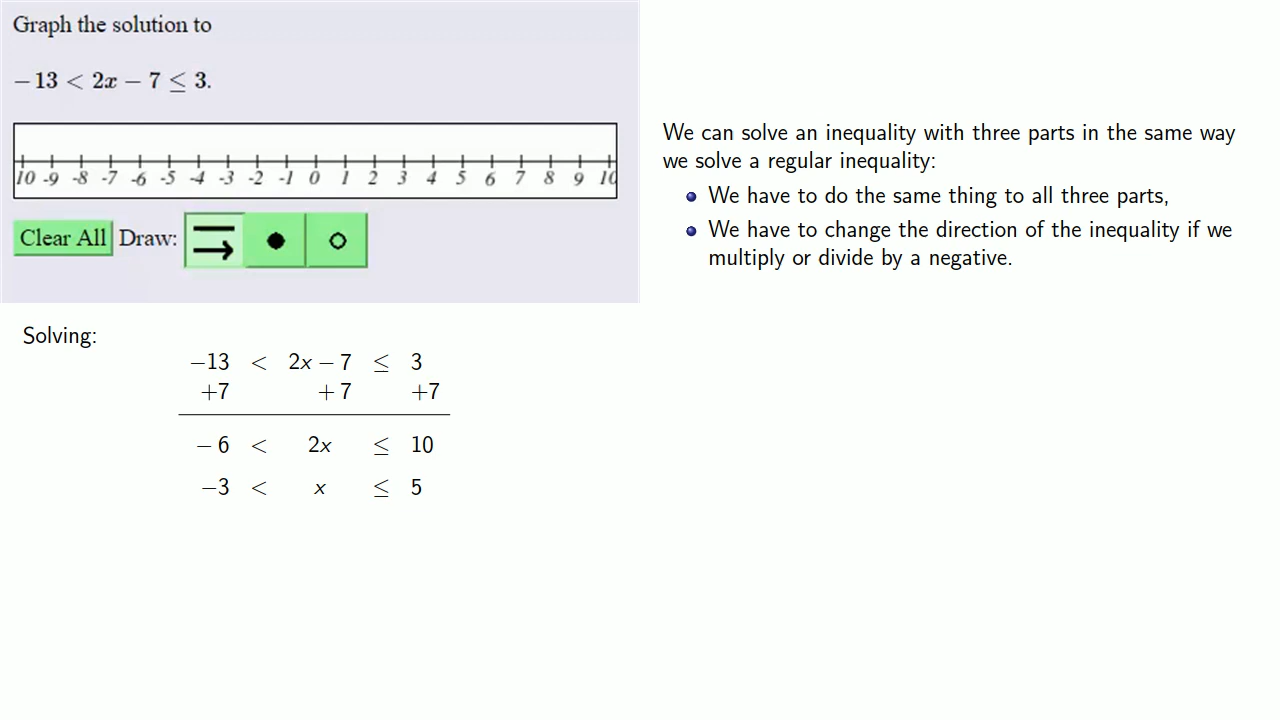 Graph the solution to
−13 < 2x − 7 ≤ 3.
10 -9 -8 -7 -6 -5 -4 -3 -2 -1 0 1 2 3 4 5 6 7 8 9 10
Clear All Draw:
We can solve an inequality with three parts in the same way
we solve a regular inequality:
We have to do the same thing to all three parts,
We have to change the direction of the inequality if we
multiply or divide by a negative.
Solving:
−13 < 2x − 7 ≤ 3
+7 + 7 +7
− 6 < 2x ≤ 10
−3 < x ≤ 5